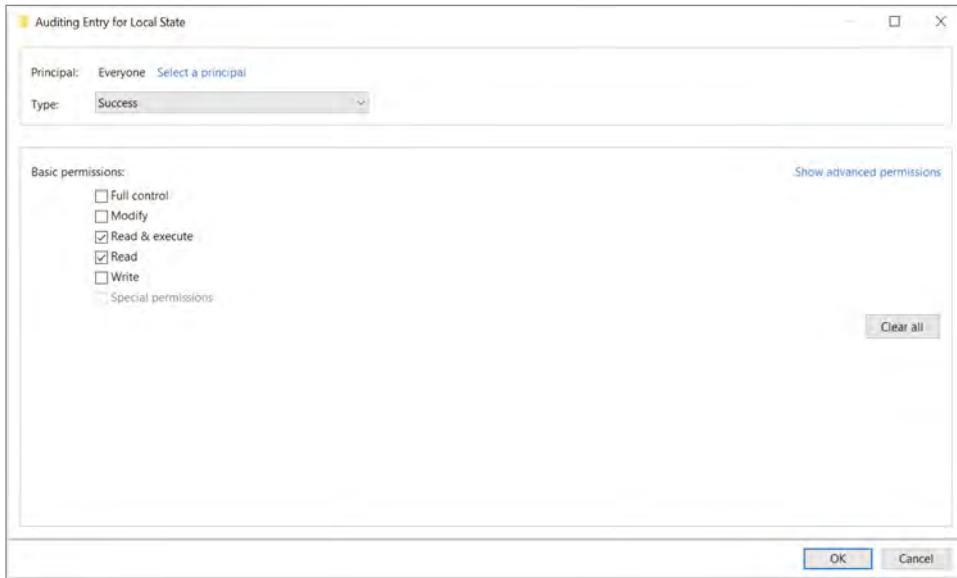 Auditing Entry for Local State
Principal: Everyone Select a principal
Type: Success
Basic permissions:
Show advanced permissions
Full control
Modify
Read & execute
Read
Write
Special permissions
Clear all
OK Cancel